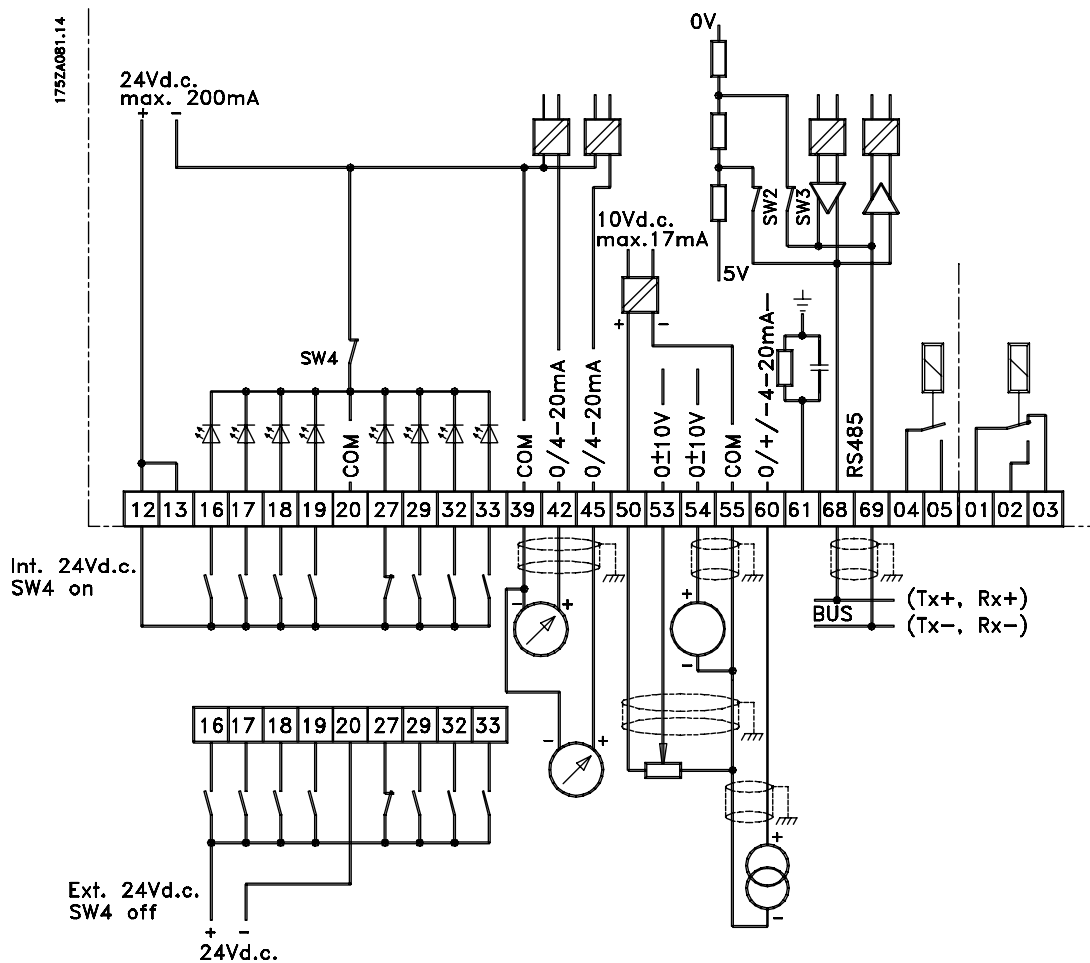 175ZA081.14
0V
24Vd.c.
max. 200mA
+ -
SW2
SW3
10Vd.c.
max.17mA
5V
+ -
SW4
COM
COM
0/4-20mA
0/4-20mA
0±10V
0±10V
COM
0/+/-4-20mA
RS485
12 13 16 17 18 19 20 27 29 32 33 39 42 45 50 53 54 55 60 61 68 69 04 05 01 02 03
Int. 24Vd.c.
SW4 on
- +
+
-
BUS
(Tx+, Rx+)
(Tx-, Rx-)
16 17 18 19 20 27 29 32 33
- +
+
-
Ext. 24Vd.c.
SW4 off
+ -
24Vd.c.